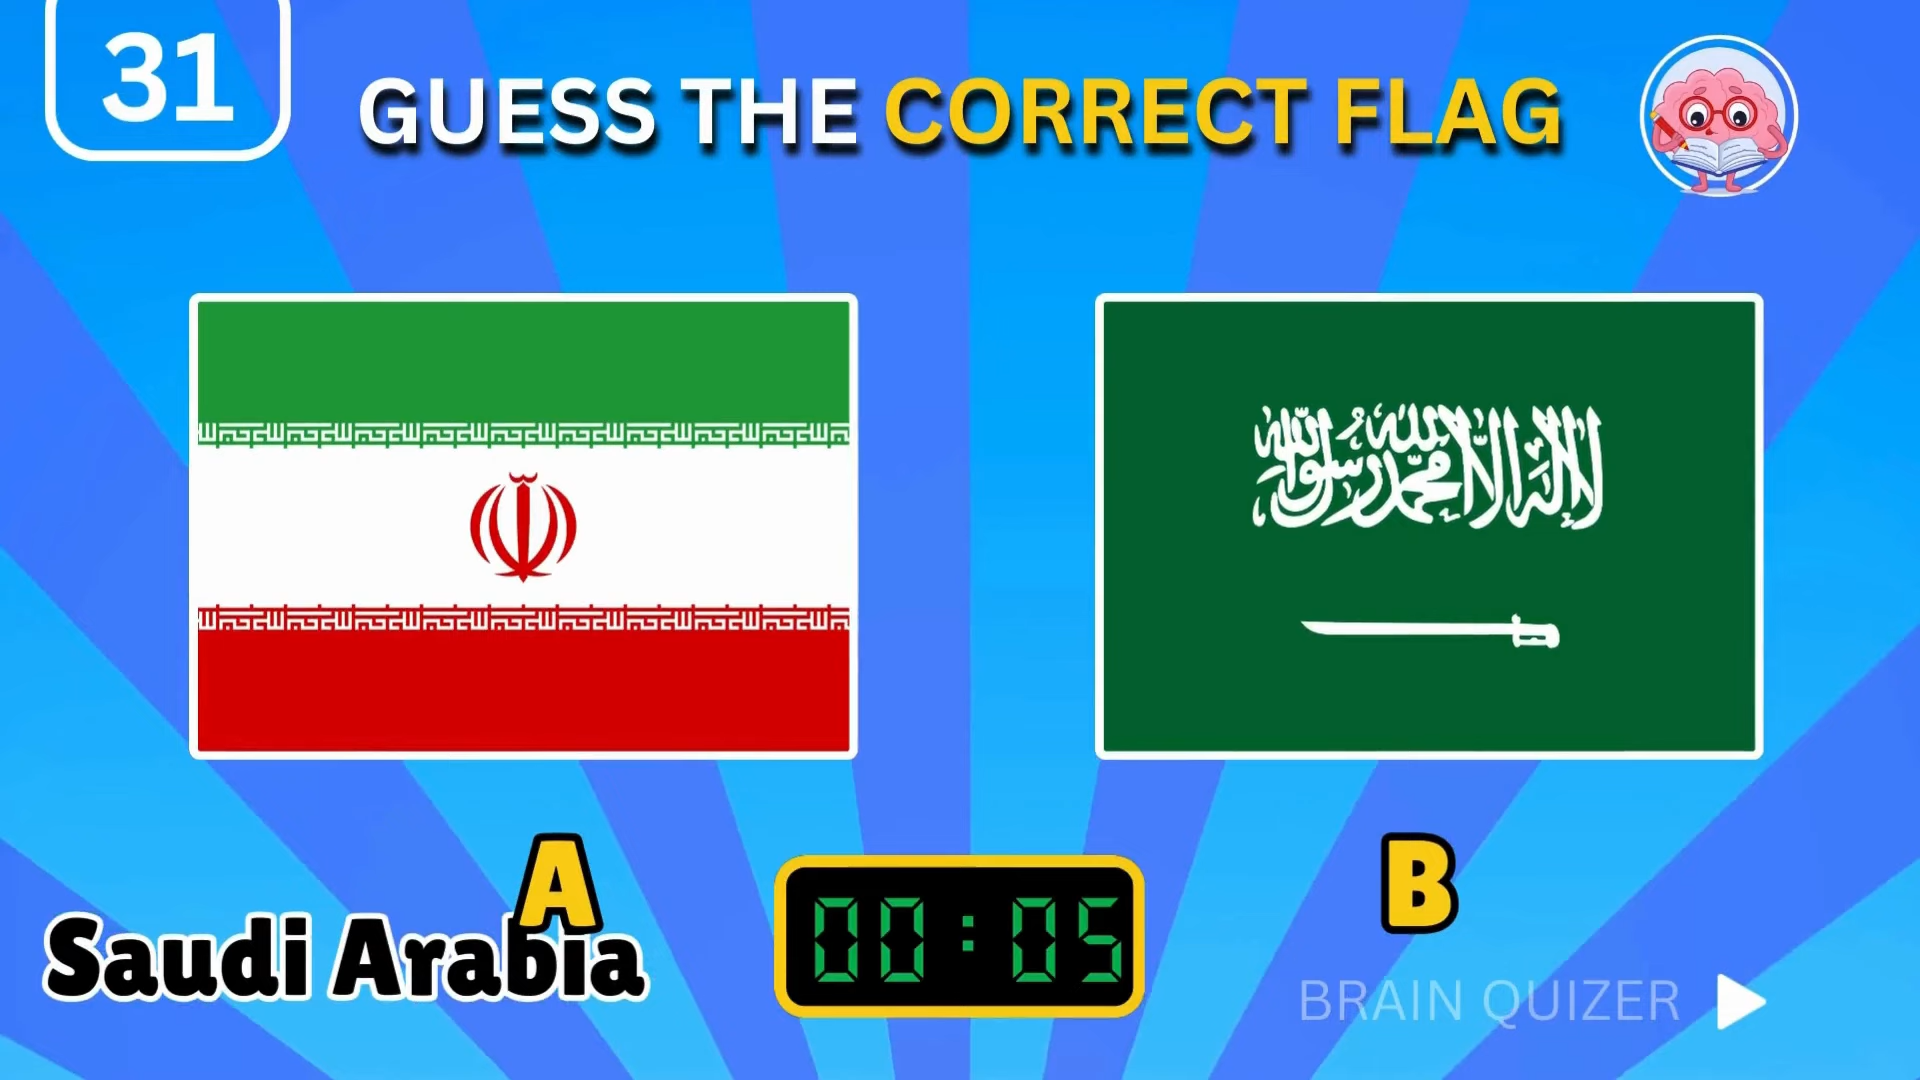 31
GUESS THE CORRECT FLAG
لا إله إلا الله محمد رسول الله
A
B
Saudi Arabia
00:05
BRAIN QUIZER